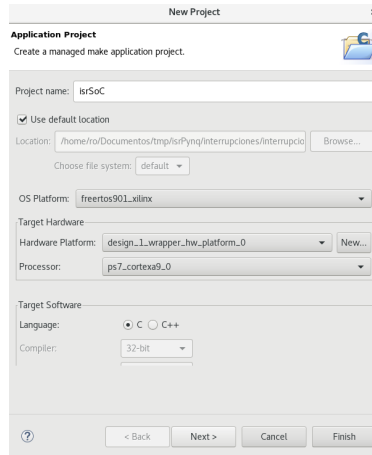 New Project
Application Project
Create a managed make application project.
Project name: isrSoC
Use default location
Location: /home/ro/Documentos/tmp/isrPynq/interrupciones/interrupcio Browse...
Choose file system: default
OS Platform: freertos901_xilinx
Target Hardware
Hardware Platform: design_1_wrapper_hw_platform_0 New...
Processor: ps7_cortexa9_0
Target Software
Language: C C++
Compiler: 32-bit
? < Back Next > Cancel Finish